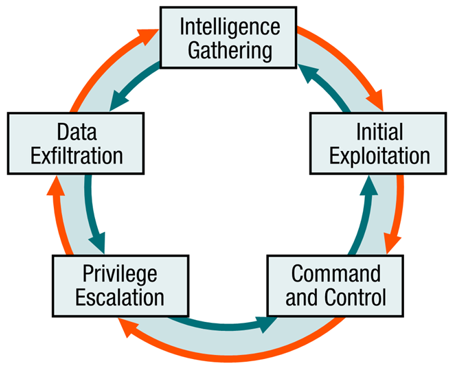 Intelligence
Gathering
Initial
Exploitation
Command
and Control
Privilege
Escalation
Data
Exfiltration